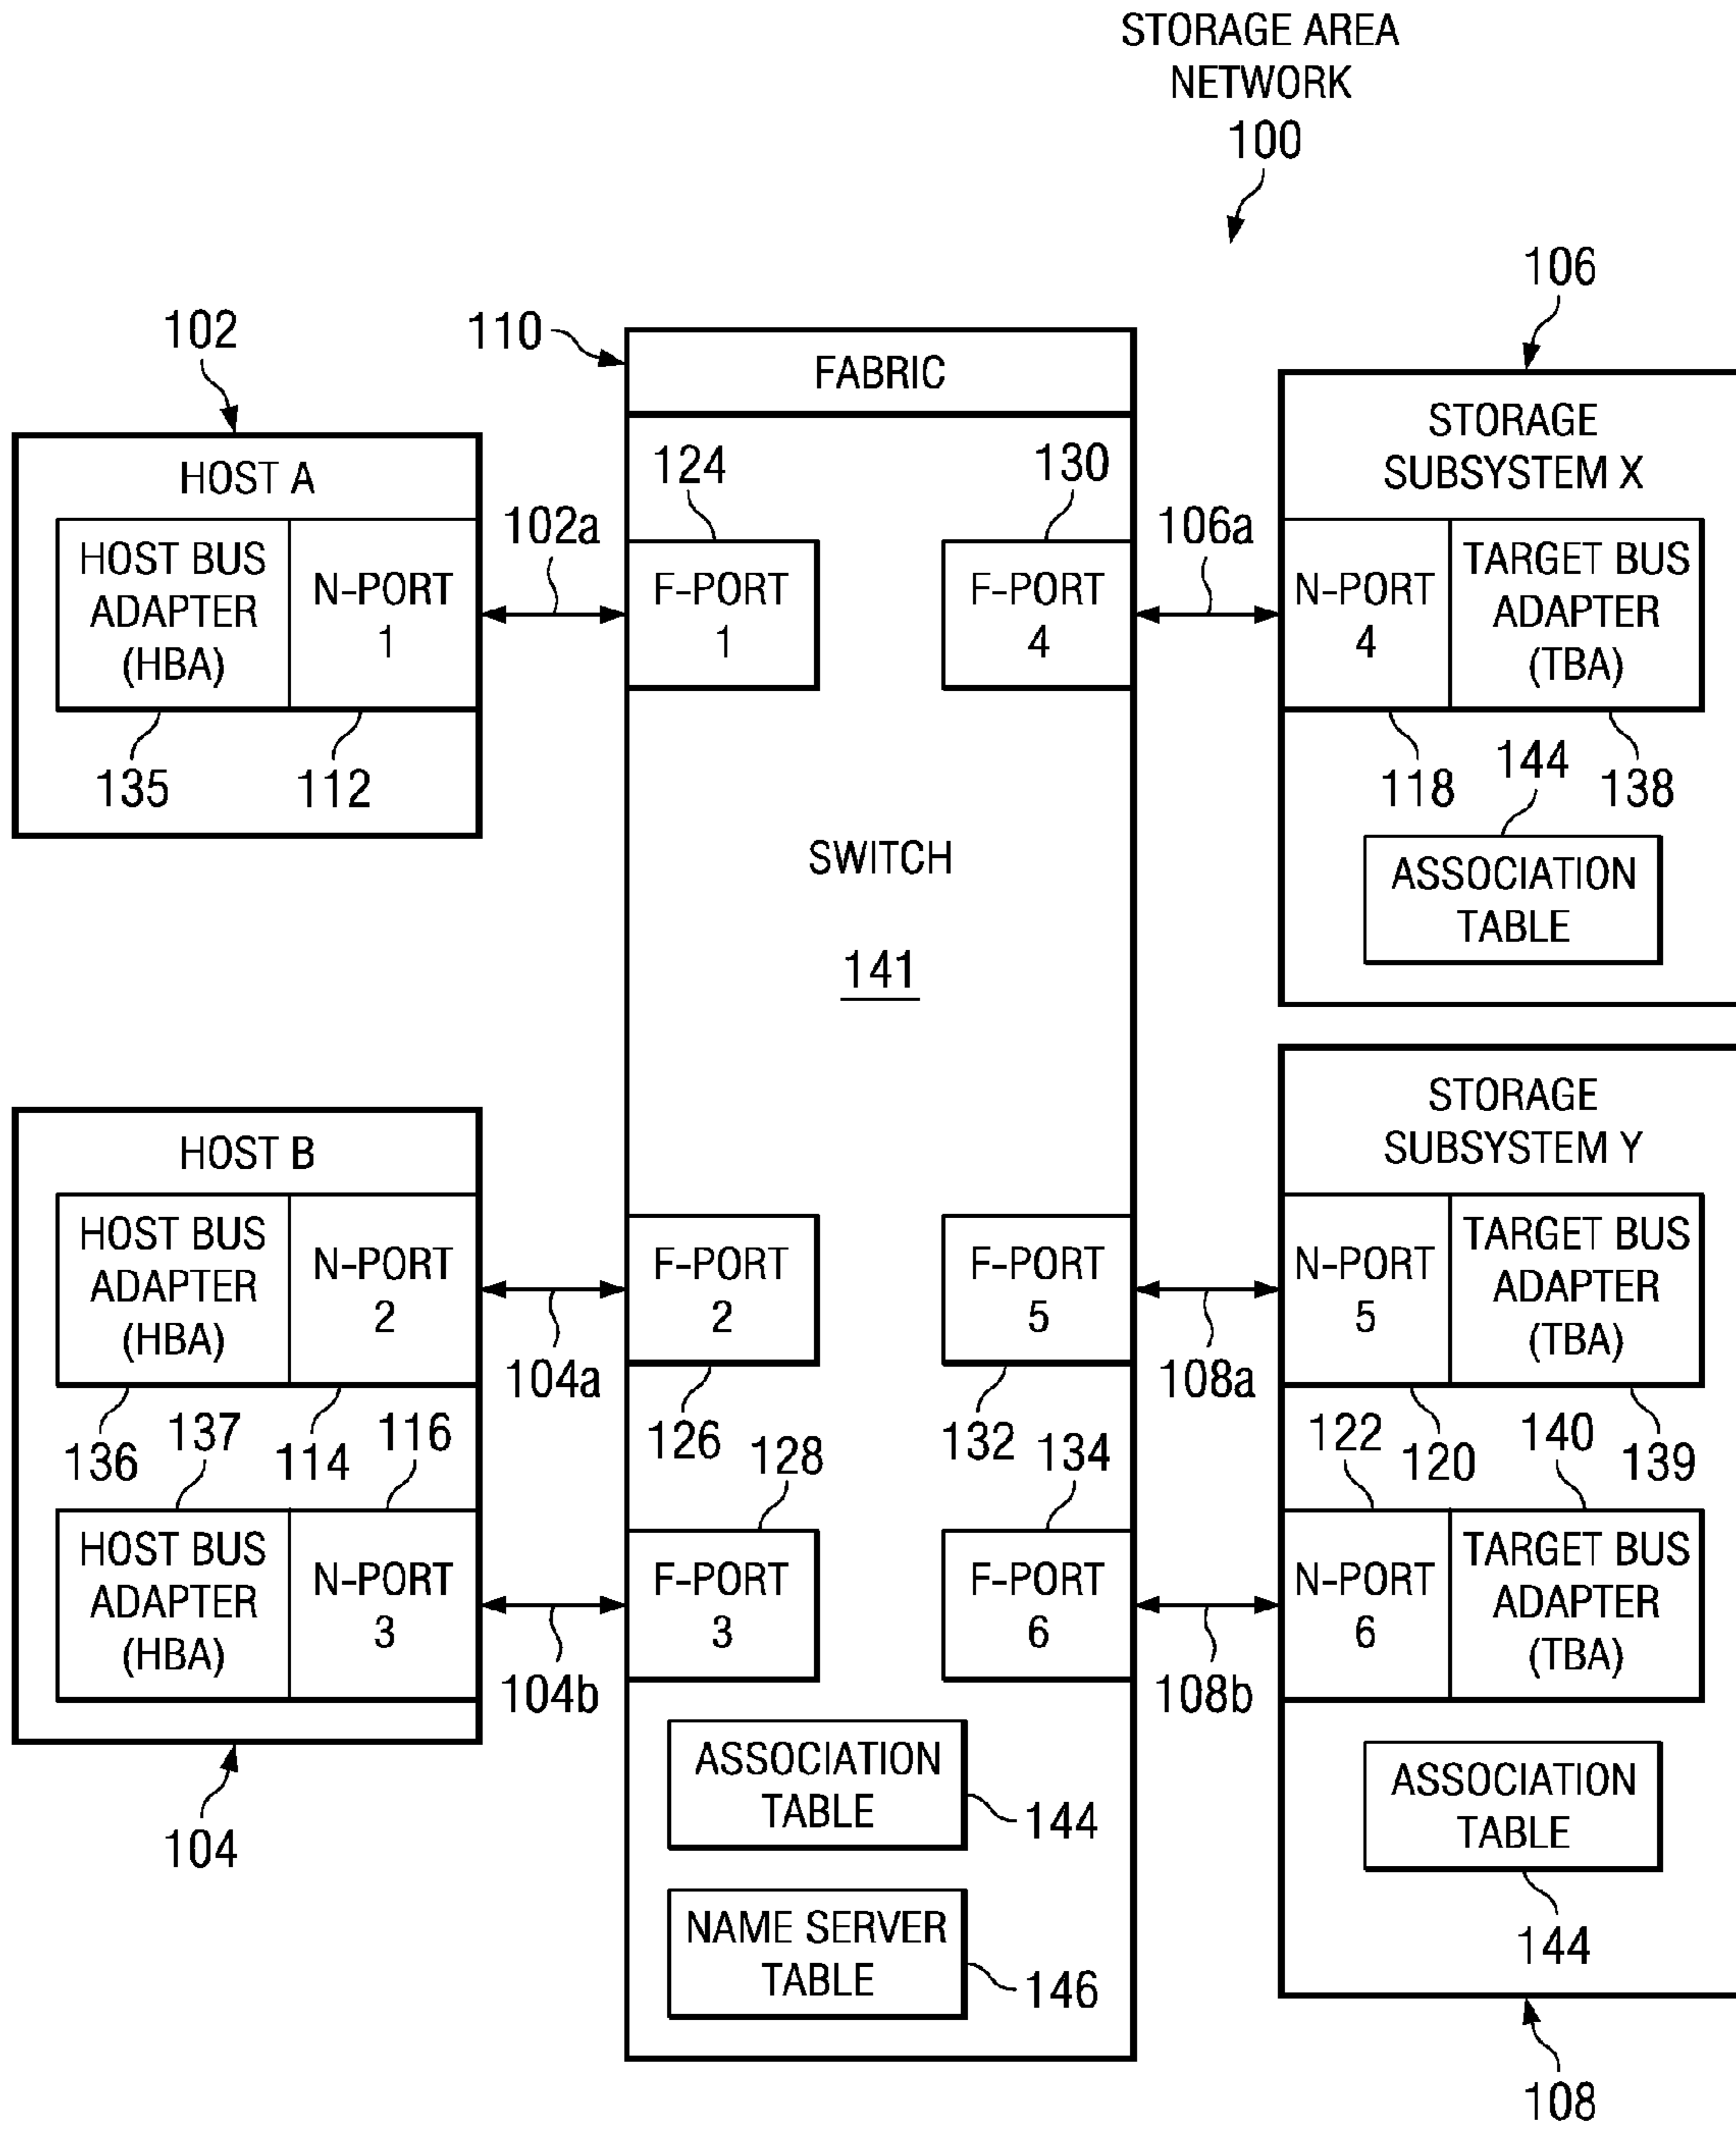 STORAGE AREA
NETWORK
100
102
HOST A
HOST BUS
ADAPTER
(HBA)
N-PORT
1
135
112
102a
110
FABRIC
124
F-PORT
1
130
F-PORT
4
SWITCH
141
106a
106
STORAGE
SUBSYSTEM X
N-PORT
4
TARGET BUS
ADAPTER
(TBA)
118
144
138
ASSOCIATION
TABLE
HOST B
HOST BUS
ADAPTER
(HBA)
N-PORT
2
136
137
114
116
HOST BUS
ADAPTER
(HBA)
N-PORT
3
104
104a
104b
F-PORT
2
126
128
F-PORT
3
F-PORT
5
132
134
F-PORT
6
ASSOCIATION
TABLE
144
NAME SERVER
TABLE
146
108a
108b
STORAGE
SUBSYSTEM Y
N-PORT
5
TARGET BUS
ADAPTER
(TBA)
122
120
140
139
N-PORT
6
TARGET BUS
ADAPTER
(TBA)
ASSOCIATION
TABLE
144
108